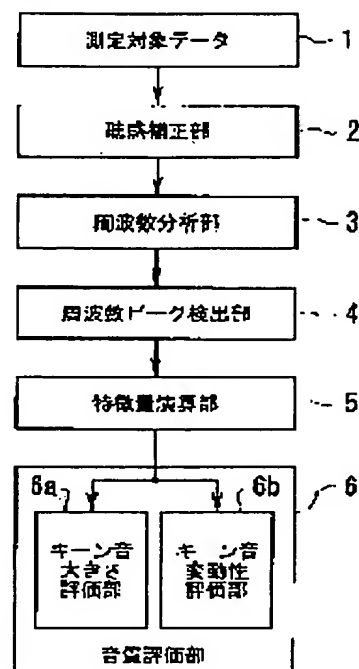 測定対象データ
1
聴感補正部
2
周波数分析部
3
周波数ピーク検出部
4
特徴量演算部
5
6a
6b
6
キーン音
大きさ
評価部
キーン音
変動性
評価部
音質評価部